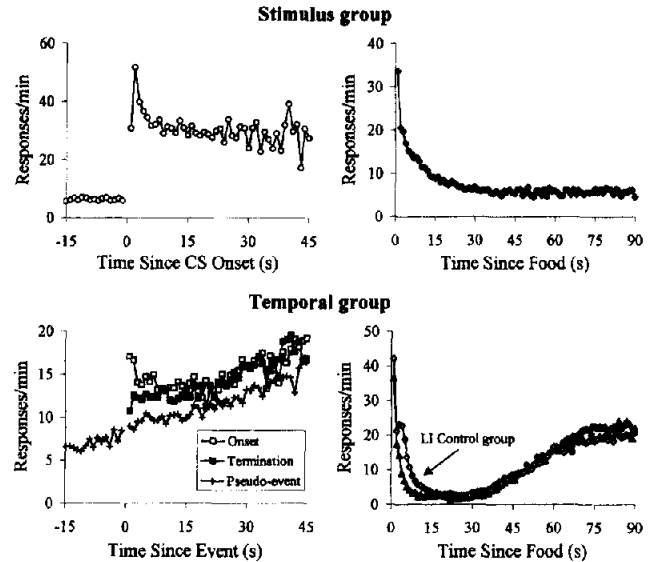 Stimulus group
Responses/min
60
40
20
0
-15 0 15 30 45
Time Since CS Onset (s)
Responses/min
40
30
20
10
0
0 15 30 45 60 75 90
Time Since Food (s)
Temporal group
Responses/min
20
15
10
5
0
-15 0 15 30 45
Time Since Event (s)
Onset
Termination
Pseudo-event
Responses/min
50
40
30
20
10
0
0 15 30 45 60 75 90
Time Since Food (s)
LI Control group